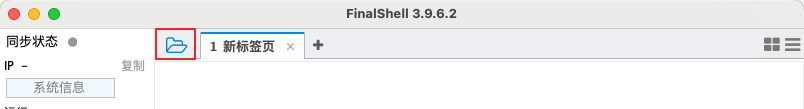 FinalShell 3.9.6.2
同步状态
1 新标签页
IP -
复制
系统信息